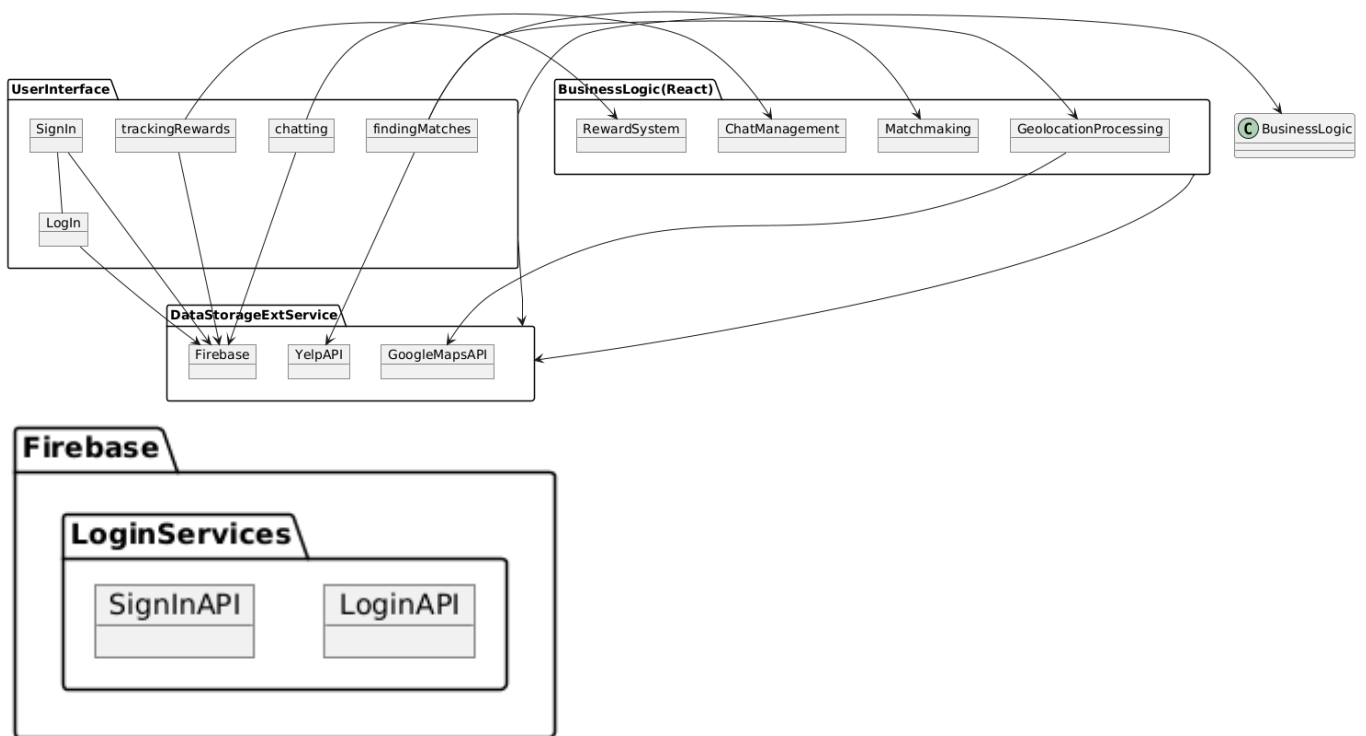 UserInterface
BusinessLogic(React)
SignIn
trackingRewards
chatting
findingMatches
RewardSystem
ChatManagement
Matchmaking
GeolocationProcessing
C BusinessLogic
LogIn
DataStorageExtService
Firebase
YelpAPI
GoogleMapsAPI
Firebase
LoginServices
SignInAPI
LoginAPI